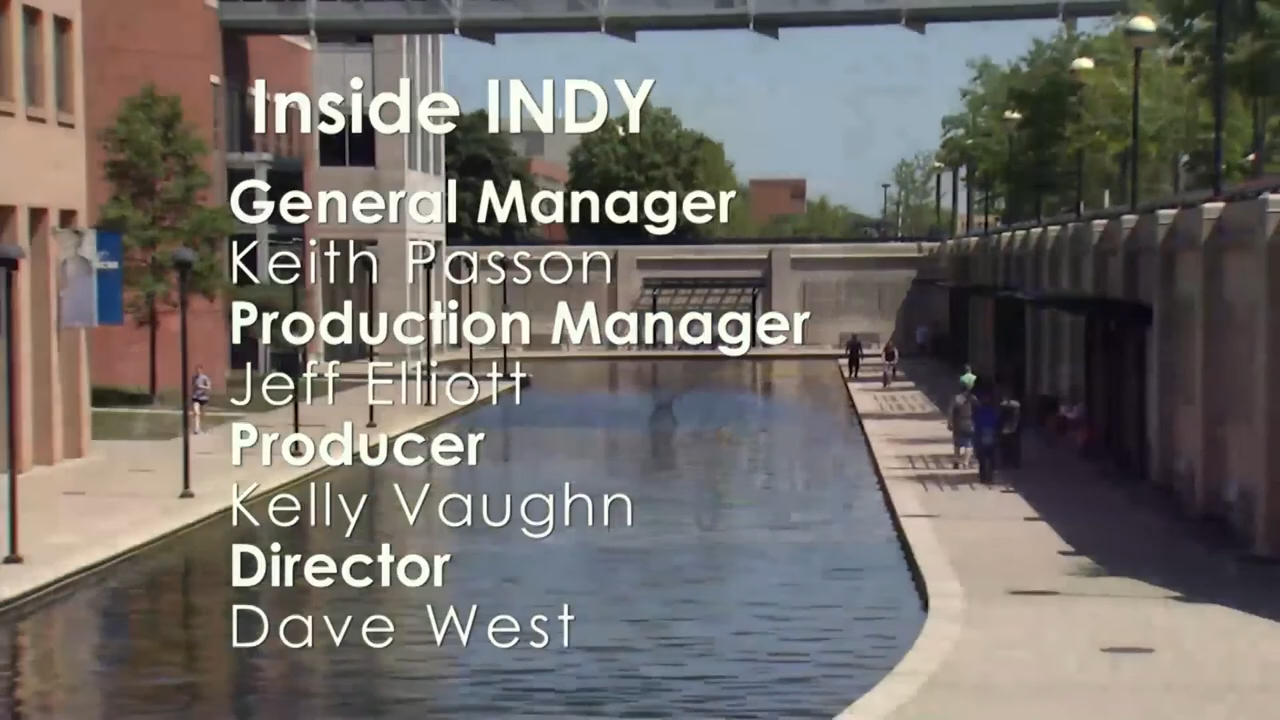 Inside INDY
General Manager
Keith Passon
Production Manager
Jeff Elliott
Producer
Kelly Vaughn
Director
Dave West